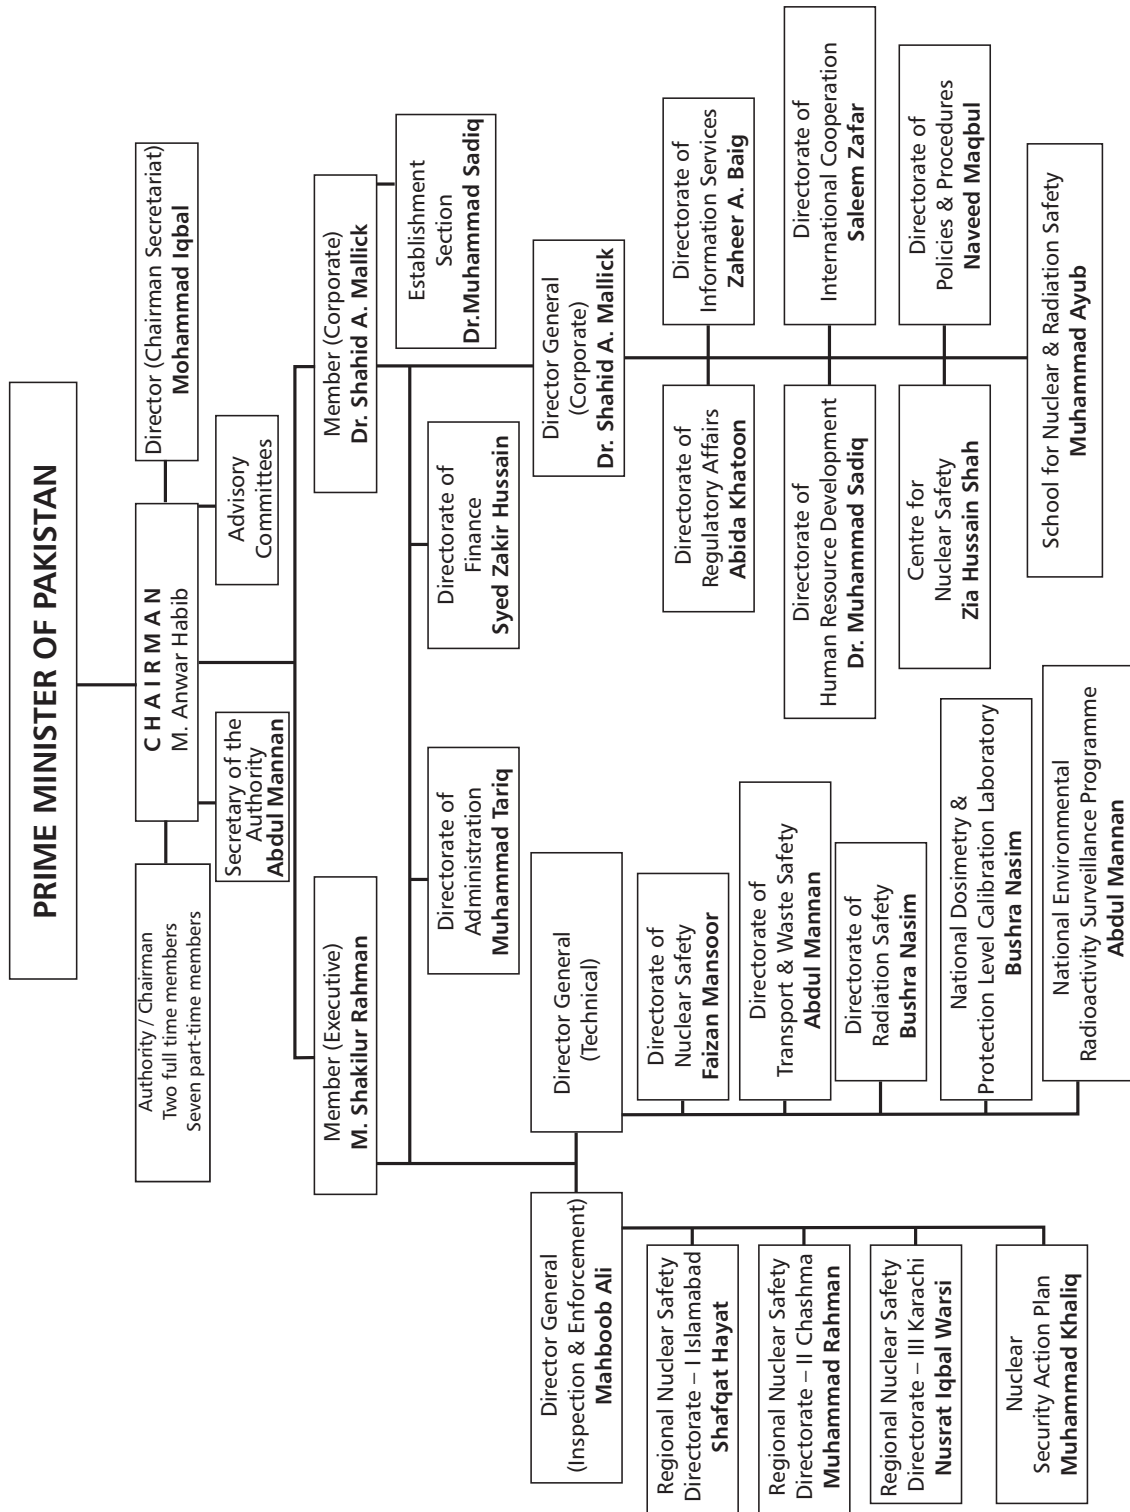 PRIME MINISTER OF PAKISTAN
Authority / Chairman
Two full time members
Seven part-time members
C H A I R M A N
M. Anwar Habib
Director (Chairman Secretariat)
Mohammad Iqbal
Secretary of the
Authority
Abdul Mannan
Advisory
Committees
Member (Executive)
M. Shakilur Rahman
Member (Corporate)
Dr. Shahid A. Mallick
Establishment
Section
Dr.Muhammad Sadiq
Directorate of
Administration
Muhammad Tariq
Directorate of
Finance
Syed Zakir Hussain
Director General
(Inspection & Enforcement)
Mahboob Ali
Director General
(Technical)
Director General
(Corporate)
Dr. Shahid A. Mallick
Regional Nuclear Safety
Directorate – I Islamabad
Shafqat Hayat
Regional Nuclear Safety
Directorate – II Chashma
Muhammad Rahman
Regional Nuclear Safety
Directorate – III Karachi
Nusrat Iqbal Warsi
Nuclear
Security Action Plan
Muhammad Khaliq
Directorate of
Nuclear Safety
Faizan Mansoor
Directorate of
Transport & Waste Safety
Abdul Mannan
Directorate of
Radiation Safety
Bushra Nasim
National Dosimetry &
Protection Level Calibration Laboratory
Bushra Nasim
National Environmental
Radioactivity Surveillance Programme
Abdul Mannan
Directorate of
Regulatory Affairs
Abida Khatoon
Directorate of
Information Services
Zaheer A. Baig
Directorate of
Human Resource Development
Dr. Muhammad Sadiq
Directorate of
International Cooperation
Saleem Zafar
Centre for
Nuclear Safety
Zia Hussain Shah
Directorate of
Policies & Procedures
Naveed Maqbul
School for Nuclear & Radiation Safety
Muhammad Ayub